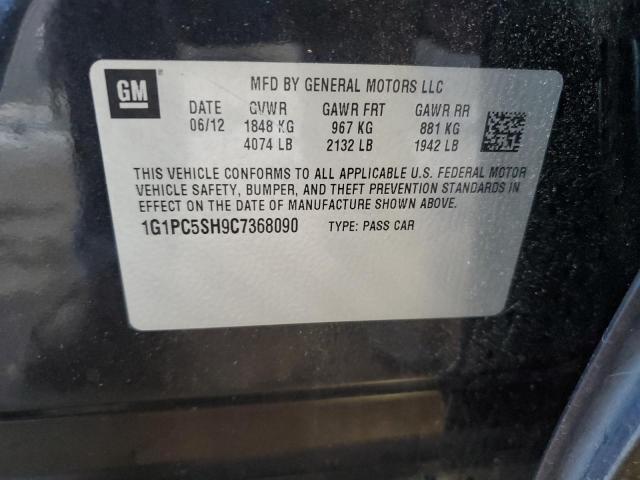 GM
MFD BY GENERAL MOTORS LLC
DATE GVWR GAWR FRT GAWR RR
06/12 1848 KG 967 KG 881 KG
4074 LB 2132 LB 1942 LB
THIS VEHICLE CONFORMS TO ALL APPLICABLE U.S. FEDERAL MOTOR
VEHICLE SAFETY, BUMPER, AND THEFT PREVENTION STANDARDS IN
EFFECT ON THE DATE OF MANUFACTURE SHOWN ABOVE.
1G1PC5SH9C7368090 TYPE: PASS CAR